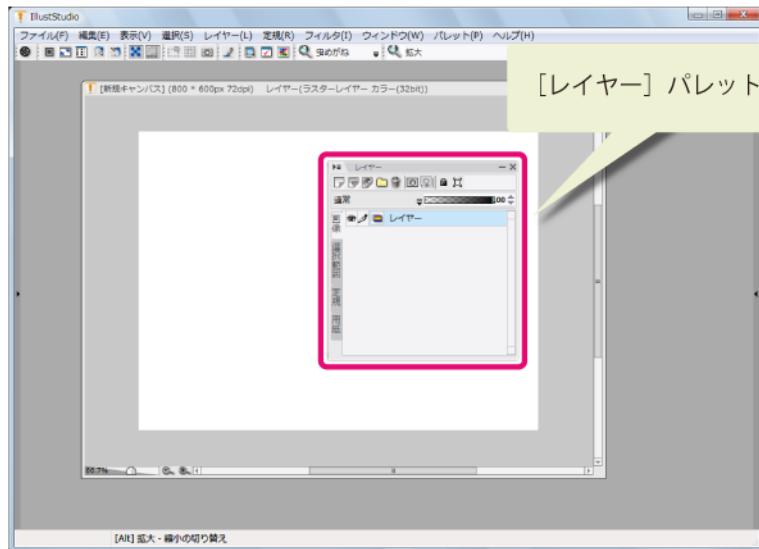 IllustStudio
ファイル(F) 編集(E) 表示(V) 選択(S) レイヤー(L) 定規(R) フィルタ(I) ウィンドウ(W) パレット(P) ヘルプ(H)
虫めがね 拡大
[レイヤー] パレット
[新規キャンバス] (800 * 600px 72dpi) レイヤー(ラスターレイヤー カラー(32bit))
レイヤー
通常
レイヤー
画像
選択範囲
定規
用紙
[Alt] 拡大・縮小の切り替え